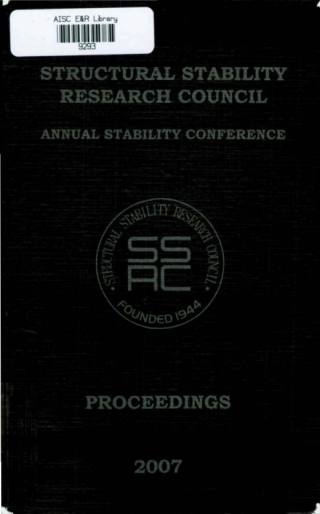 AISC E&R Library
9293
STRUCTURAL STABILITY
RESEARCH COUNCIL
ANNUAL STABILITY CONFERENCE
STRUCTURAL STABILITY RESEARCH COUNCIL
SS
RC
FOUNDED 1944
PROCEEDINGS
2007